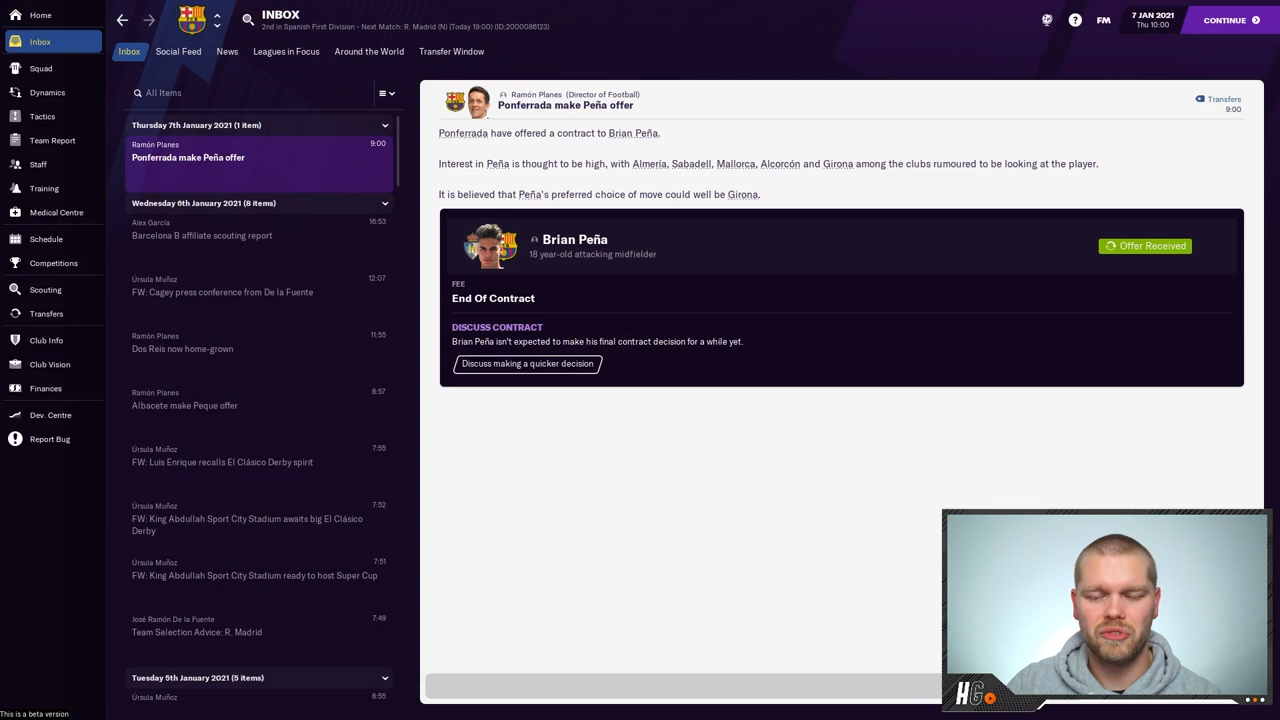 Home
Inbox
Squad
Dynamics
Tactics
Team Report
Staff
Training
Medical Centre
Schedule
Competitions
Scouting
Transfers
Club Info
Club Vision
Finances
Dev. Centre
Report Bug
This is a beta version
INBOX
2nd in Spanish First Division - Next Match: R. Madrid (N) (Today 19:00) (ID:2000086123)
FM
7 JAN 2021
Thu 10:00
CONTINUE
Inbox Social Feed News Leagues in Focus Around the World Transfer Window
All Items
Thursday 7th January 2021 (1 item)
Ramón Planes 9:00
Ponferrada make Peña offer
Wednesday 6th January 2021 (8 items)
Álex García 16:53
Barcelona B affiliate scouting report
Úrsula Muñoz 12:07
FW: Cagey press conference from De la Fuente
Ramón Planes 11:55
Dos Reis now home-grown
Ramón Planes 8:57
Albacete make Peque offer
Úrsula Muñoz 7:55
FW: Luis Enrique recalls El Clásico Derby spirit
Úrsula Muñoz 7:52
FW: King Abdullah Sport City Stadium awaits big El Clásico
Derby
Úrsula Muñoz 7:51
FW: King Abdullah Sport City Stadium ready to host Super Cup
José Ramón De la Fuente 7:49
Team Selection Advice: R. Madrid
Tuesday 5th January 2021 (5 items)
Úrsula Muñoz 8:55
Ramón Planes (Director of Football)
Ponferrada make Peña offer
Transfers
9:00
Ponferrada have offered a contract to Brian Peña.
Interest in Peña is thought to be high, with Almería, Sabadell, Mallorca, Alcorcón and Girona among the clubs rumoured to be looking at the player.
It is believed that Peña's preferred choice of move could well be Girona.
Brian Peña
18 year-old attacking midfielder
Offer Received
FEE
End Of Contract
DISCUSS CONTRACT
Brian Peña isn't expected to make his final contract decision for a while yet.
Discuss making a quicker decision
HG